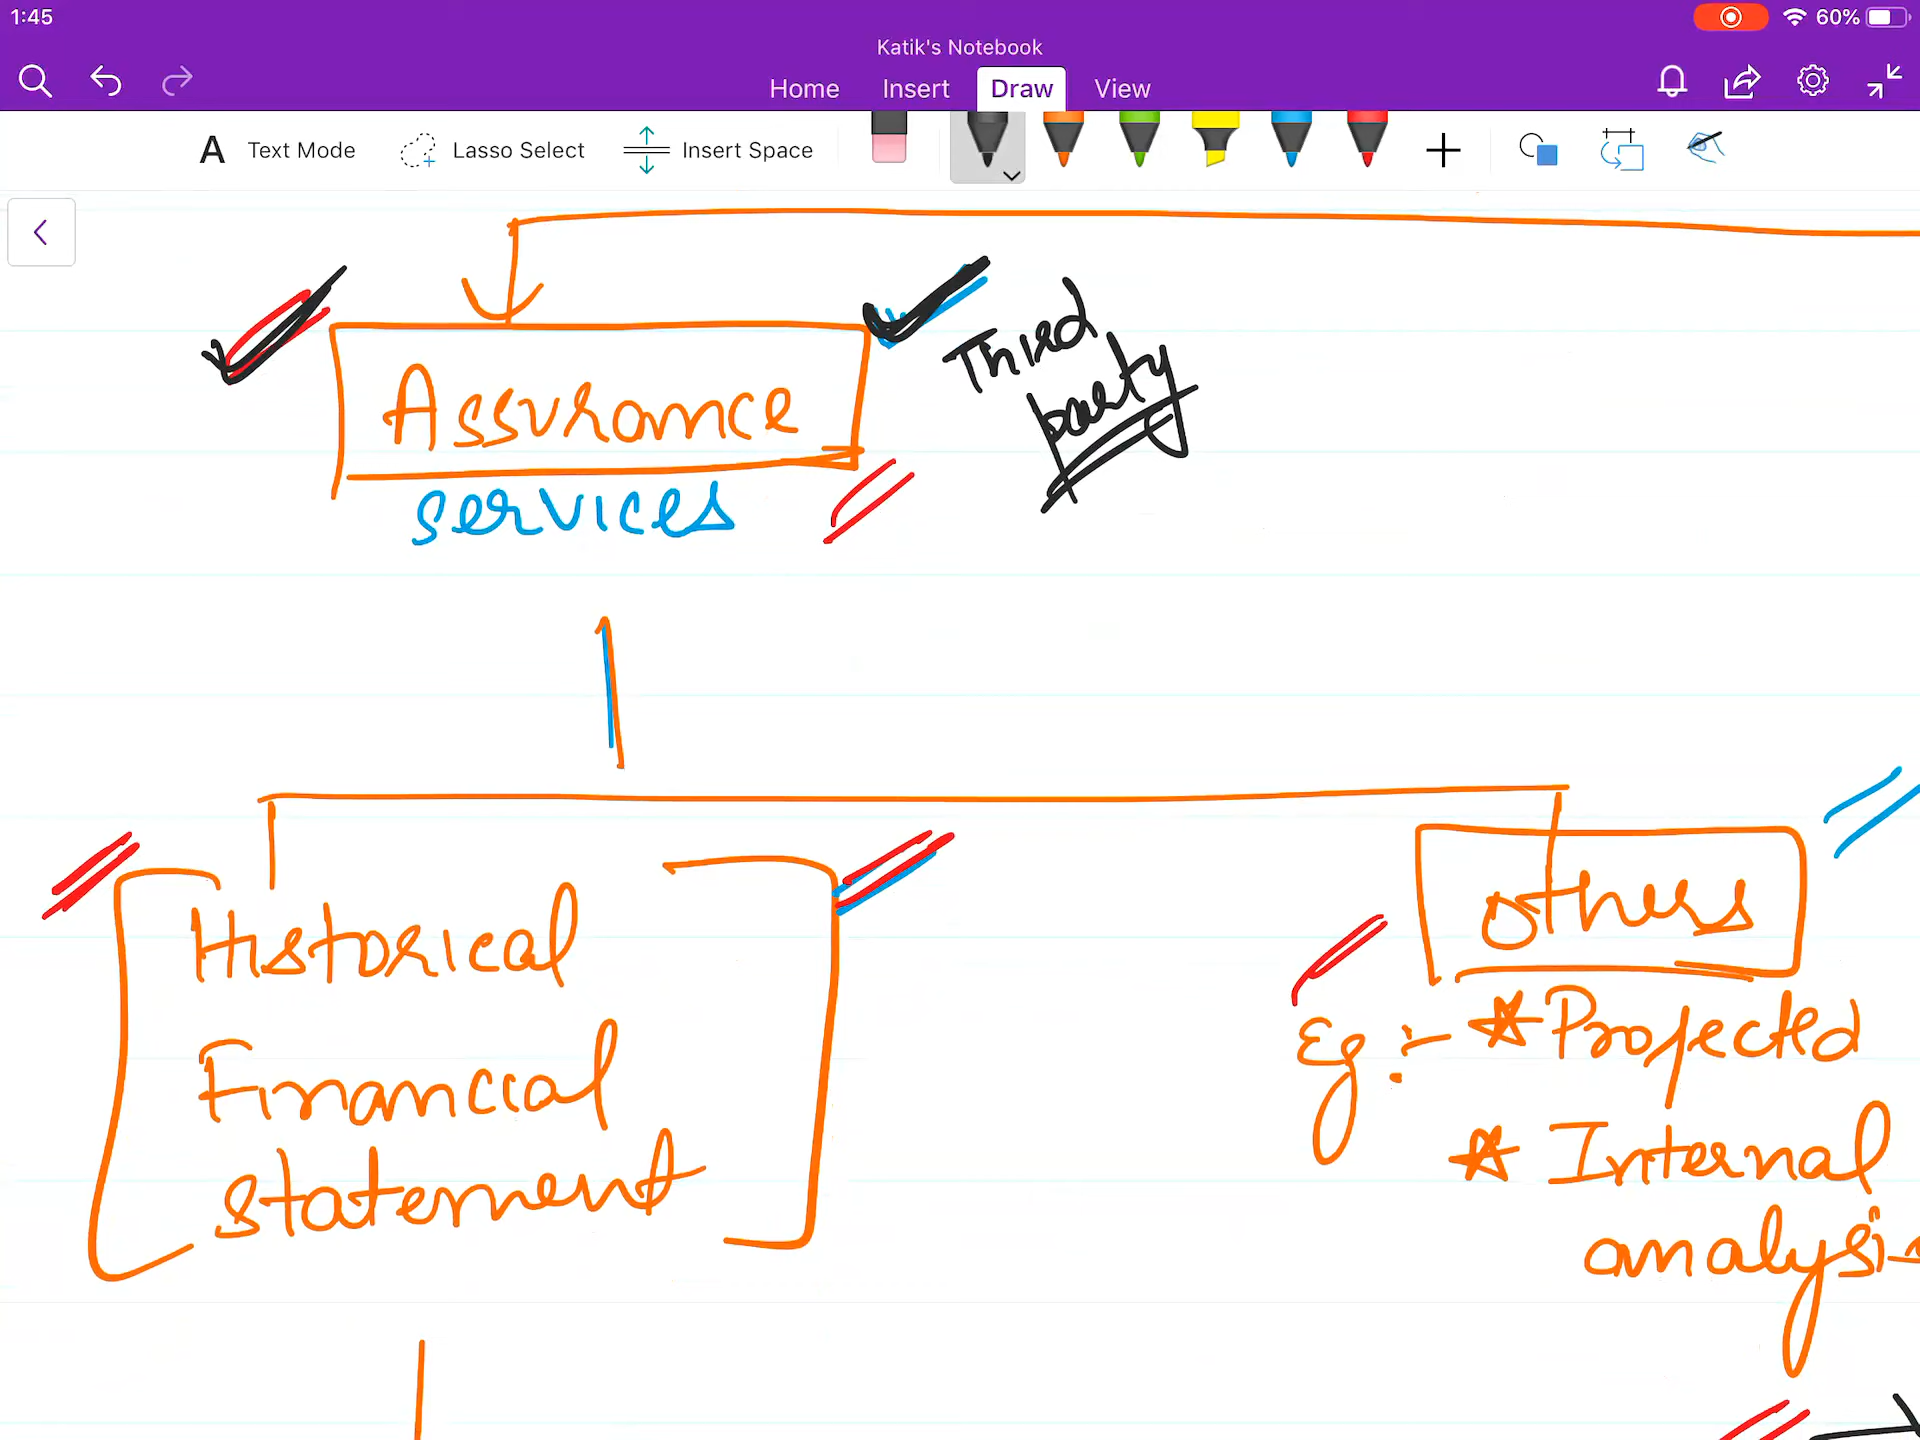 1:45
60%
Katik's Notebook
Home Insert Draw View
A Text Mode Lasso Select Insert Space
Third
party
Assurance
services
Historical
Financial
statement
others
Eg :- * Projected
* Internal
analysis